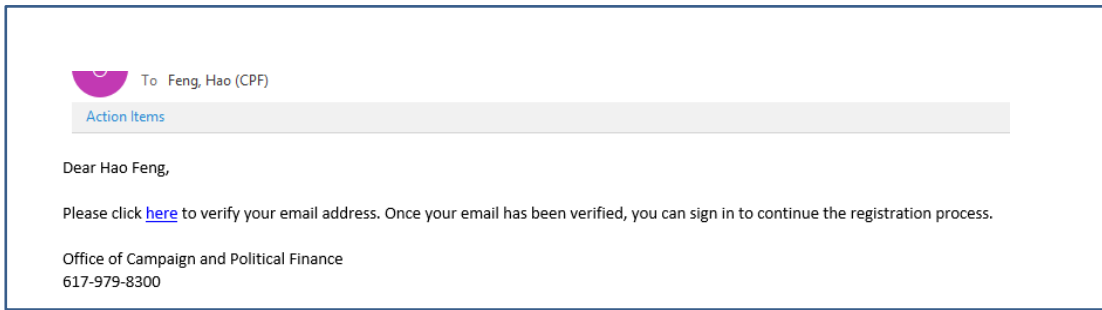 To Feng, Hao (CPF)
Action Items
Dear Hao Feng,
Please click here to verify your email address. Once your email has been verified, you can sign in to continue the registration process.
Office of Campaign and Political Finance
617-979-8300